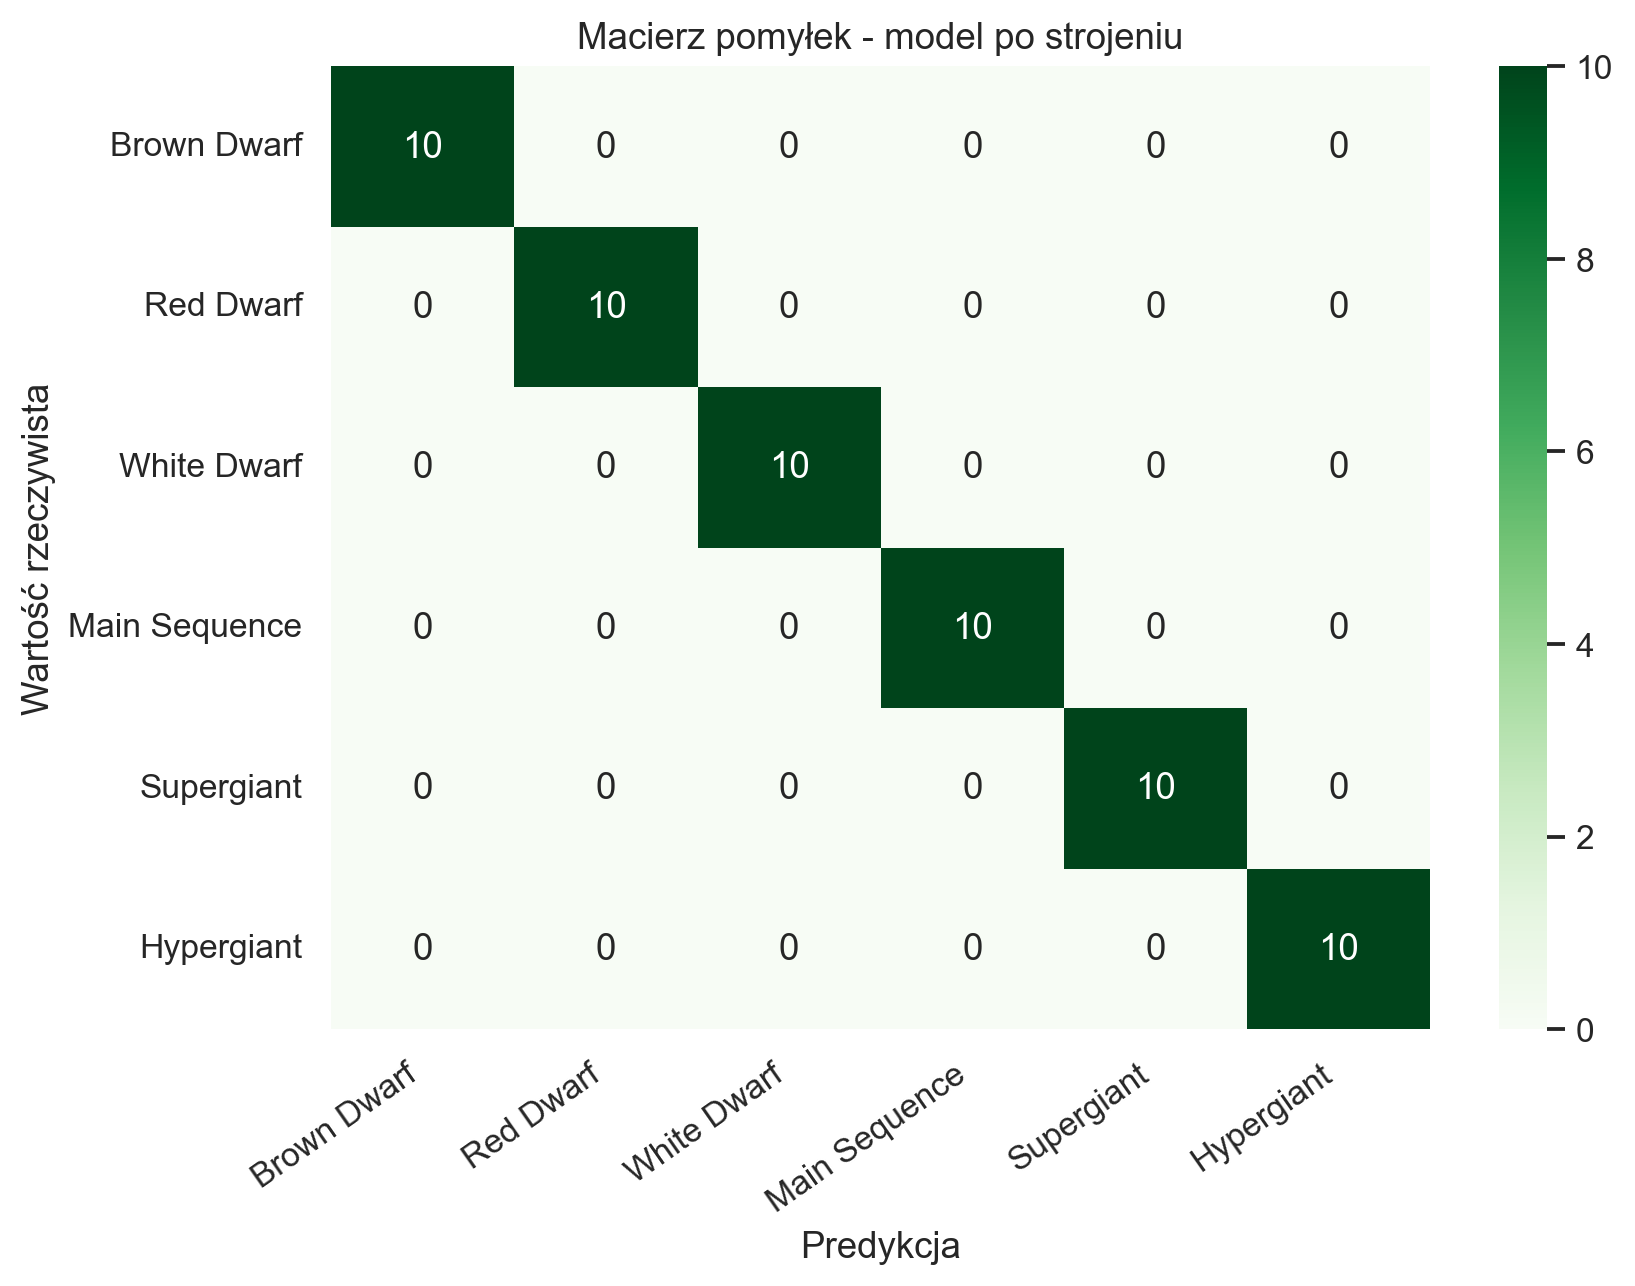 Macierz pomyłek - model po strojeniu
Wartość rzeczywista
Brown Dwarf 10 0 0 0 0 0
Red Dwarf 0 10 0 0 0 0
White Dwarf 0 0 10 0 0 0
Main Sequence 0 0 0 10 0 0
Supergiant 0 0 0 0 10 0
Hypergiant 0 0 0 0 0 10
Brown Dwarf Red Dwarf White Dwarf Main Sequence Supergiant Hypergiant
Predykcja
10
8
6
4
2
0